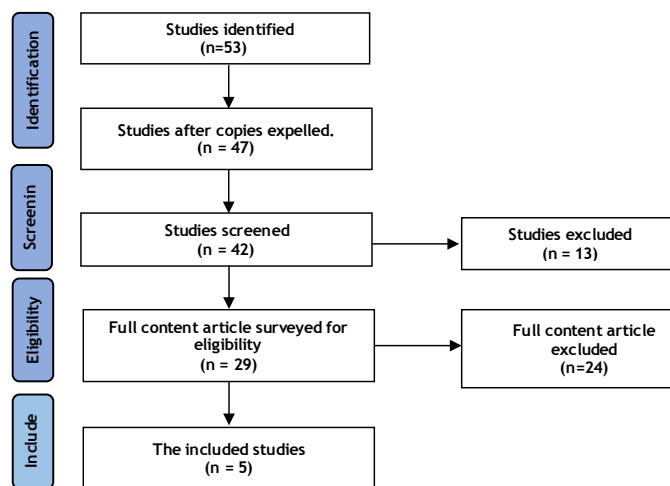 Identification
Studies identified
(n=53)
Studies after copies expelled.
(n = 47)
Screenin
Studies screened
(n = 42)
Studies excluded
(n = 13)
Eligibility
Full content article surveyed for
eligibility
(n = 29)
Full content article
excluded
(n=24)
Include
The included studies
(n = 5)